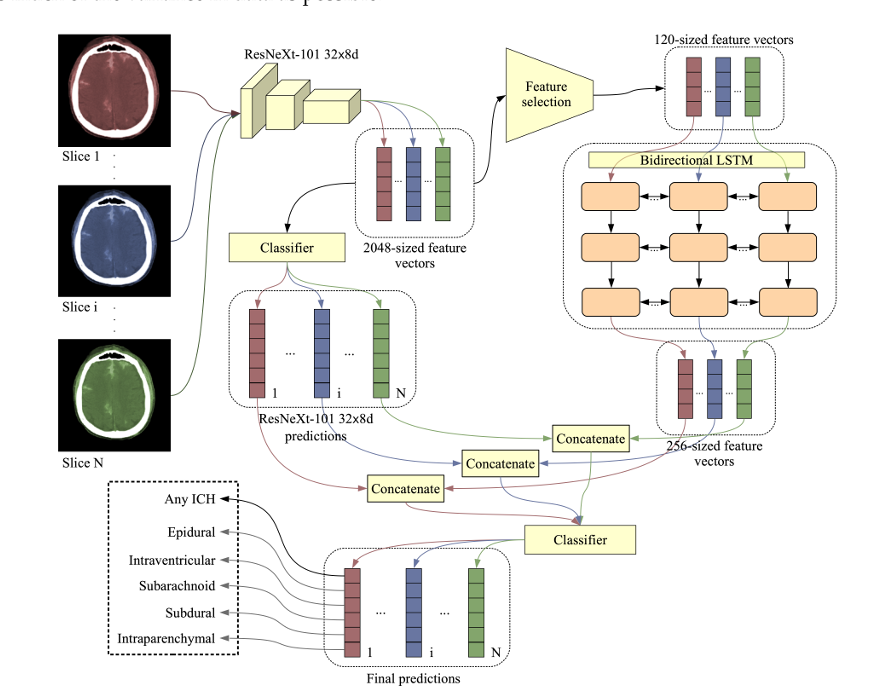 ResNeXt-101 32x8d
120-sized feature vectors
Feature
selection
Slice 1
Bidirectional LSTM
2048-sized feature
vectors
Classifier
Slice i
1
i
N
ResNeXt-101 32x8d
predictions
256-sized feature
vectors
Concatenate
Concatenate
Concatenate
Slice N
Any ICH
Epidural
Intraventricular
Subarachnoid
Subdural
Intraparenchymal
Classifier
1
i
N
Final predictions